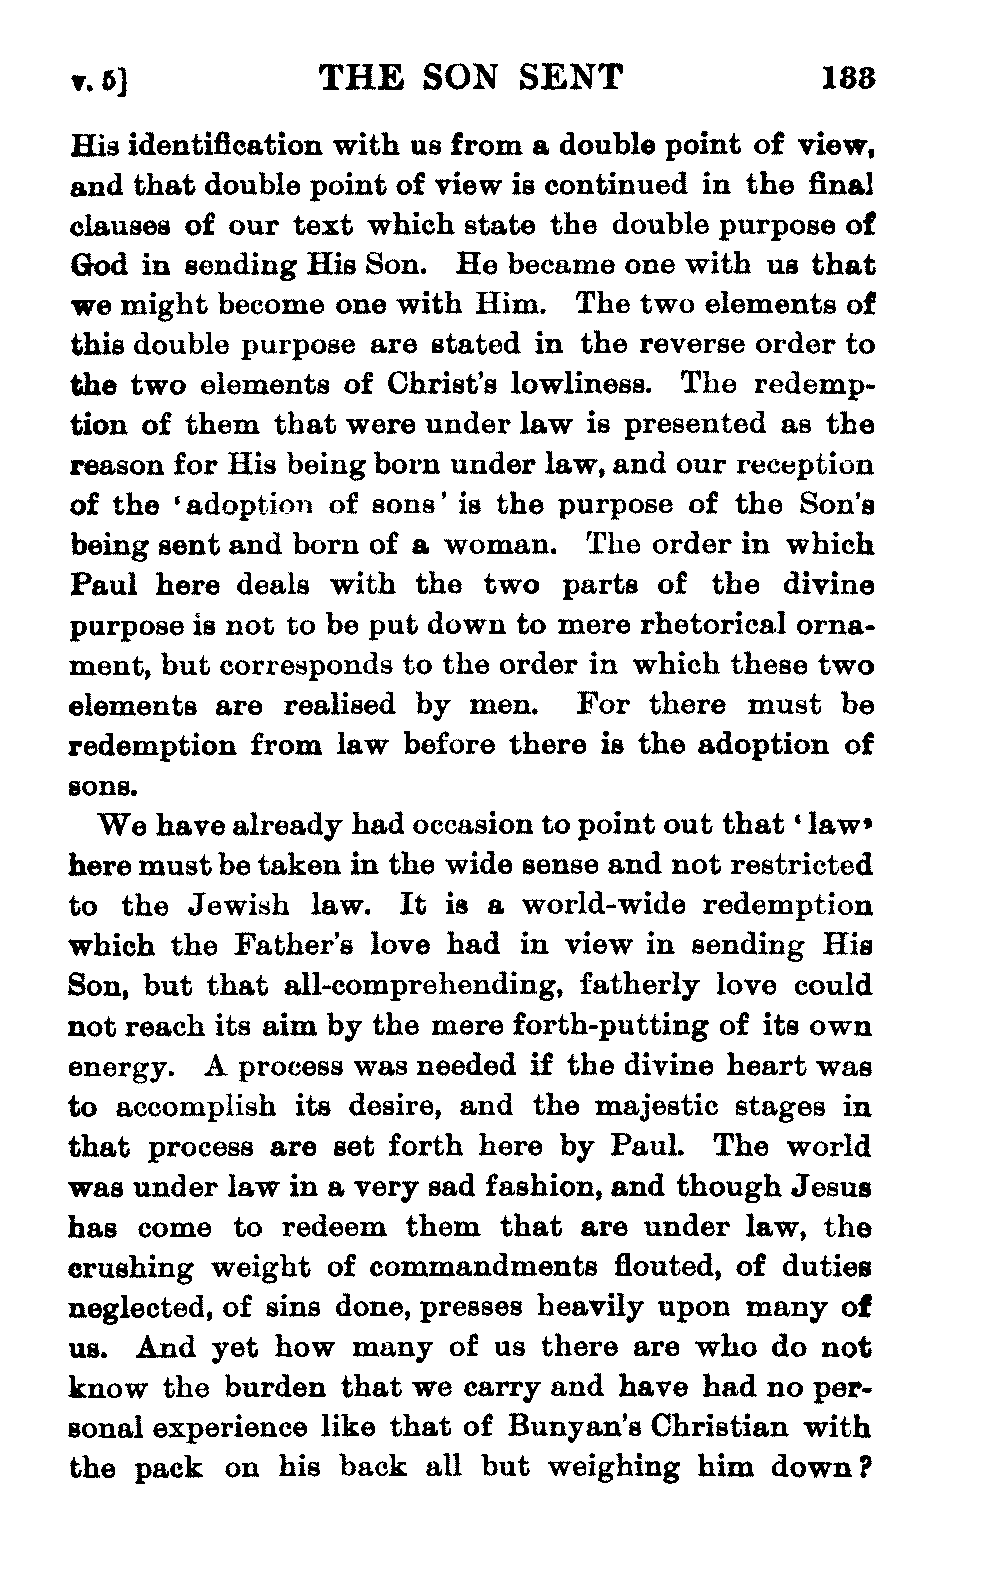 v. 5] THE SON SENT 133
His identification with us from a double point of view,
and that double point of view is continued in the final
clauses of our text which state the double purpose of
God in sending His Son. He became one with us that
we might become one with Him. The two elements of
this double purpose are stated in the reverse order to
the two elements of Christ's lowliness. The redemp-
tion of them that were under law is presented as the
reason for His being born under law, and our reception
of the 'adoption of sons' is the purpose of the Son's
being sent and born of a woman. The order in which
Paul here deals with the two parts of the divine
purpose is not to be put down to mere rhetorical orna-
ment, but corresponds to the order in which these two
elements are realised by men. For there must be
redemption from law before there is the adoption of
sons.
We have already had occasion to point out that 'law'
here must be taken in the wide sense and not restricted
to the Jewish law. It is a world-wide redemption
which the Father's love had in view in sending His
Son, but that all-comprehending, fatherly love could
not reach its aim by the mere forth-putting of its own
energy. A process was needed if the divine heart was
to accomplish its desire, and the majestic stages in
that process are set forth here by Paul. The world
was under law in a very sad fashion, and though Jesus
has come to redeem them that are under law, the
crushing weight of commandments flouted, of duties
neglected, of sins done, presses heavily upon many of
us. And yet how many of us there are who do not
know the burden that we carry and have had no per-
sonal experience like that of Bunyan's Christian with
the pack on his back all but weighing him down?